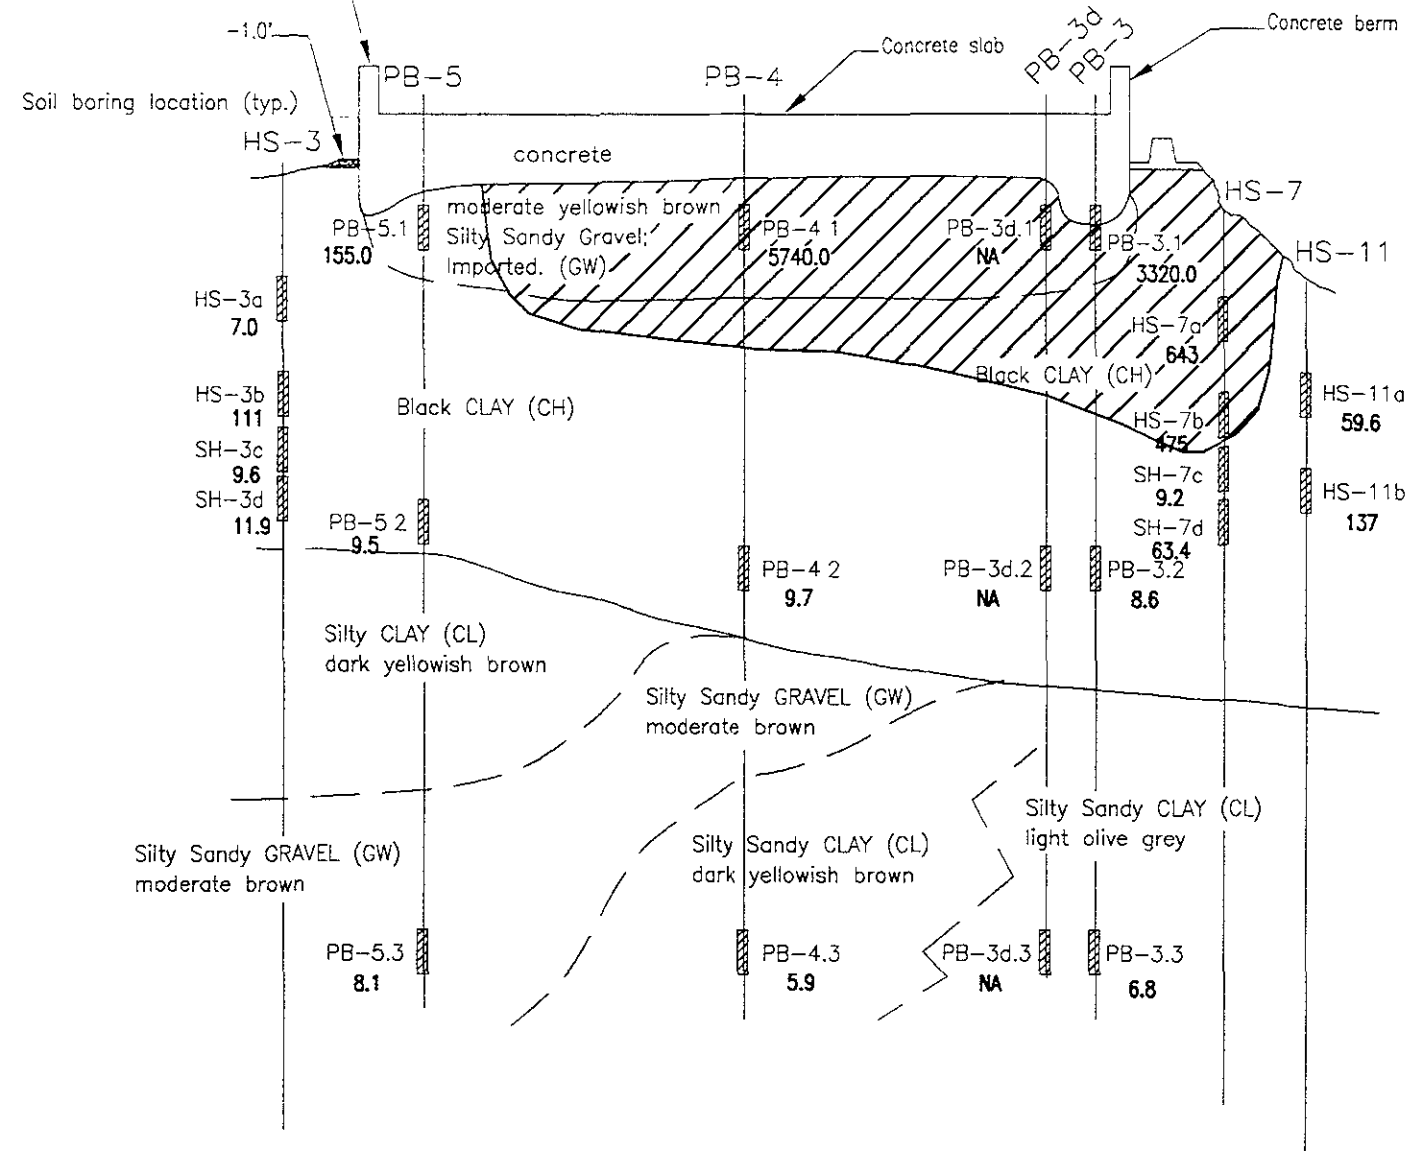 -1.0'
Concrete berm
Concrete slab
PB-3d
PB-3
PB-5
PB-4
Soil boring location (typ.)
HS-3
concrete
HS-7
moderate yellowish brown
Silty Sandy Gravel;
Imported. (GW)
PB-5.1
155.0
PB-4 1
5740.0
PB-3d.1
NA
PB-3.1
3320.0
HS-11
HS-3a
7.0
HS-7a
643
Black CLAY (CH)
HS-3b
111
Black CLAY (CH)
HS-7b
475
HS-11a
59.6
SH-3c
9.6
SH-7c
9.2
SH-3d
11.9
HS-11b
137
PB-5 2
9.5
SH-7d
63.4
PB-4 2
9.7
PB-3d.2
NA
PB-3.2
8.6
Silty CLAY (CL)
dark yellowish brown
Silty Sandy GRAVEL (GW)
moderate brown
Silty Sandy CLAY (CL)
light olive grey
Silty Sandy GRAVEL (GW)
moderate brown
Silty Sandy CLAY (CL)
dark yellowish brown
PB-5.3
8.1
PB-4.3
5.9
PB-3d.3
NA
PB-3.3
6.8